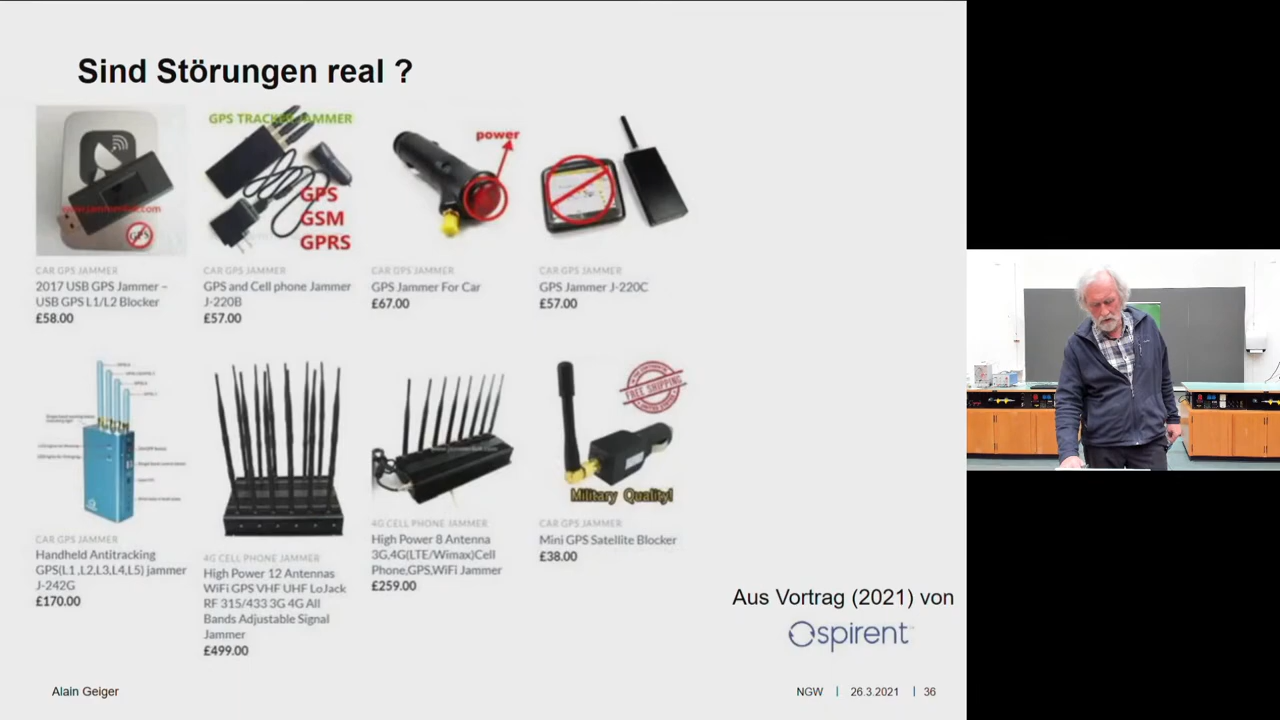 Sind Störungen real ?
GPS TRACKER JAMMER
GPS
GSM
GPRS
power
GPS
CAR GPS JAMMER
2017 USB GPS Jammer –
USB GPS L1/L2 Blocker
£58.00
CAR GPS JAMMER
GPS and Cell phone Jammer
J-220B
£57.00
CAR GPS JAMMER
GPS Jammer For Car
£67.00
CAR GPS JAMMER
GPS Jammer J-220C
£57.00
CAR GPS JAMMER
Handheld Antitracking
GPS(L1 ,L2,L3,L4,L5) jammer
J-242G
£170.00
4G CELL PHONE JAMMER
High Power 12 Antennas
WiFi GPS VHF UHF LoJack
RF 315/433 3G 4G All
Bands Adjustable Signal
Jammer
£499.00
4G CELL PHONE JAMMER
High Power 8 Antenna
3G,4G(LTE/Wimax)Cell
Phone,GPS,WiFi Jammer
£259.00
FREE SHIPPING
Military Quality!
CAR GPS JAMMER
Mini GPS Satellite Blocker
£38.00
Aus Vortrag (2021) von
spirent
Alain Geiger
NGW | 26.3.2021 | 36